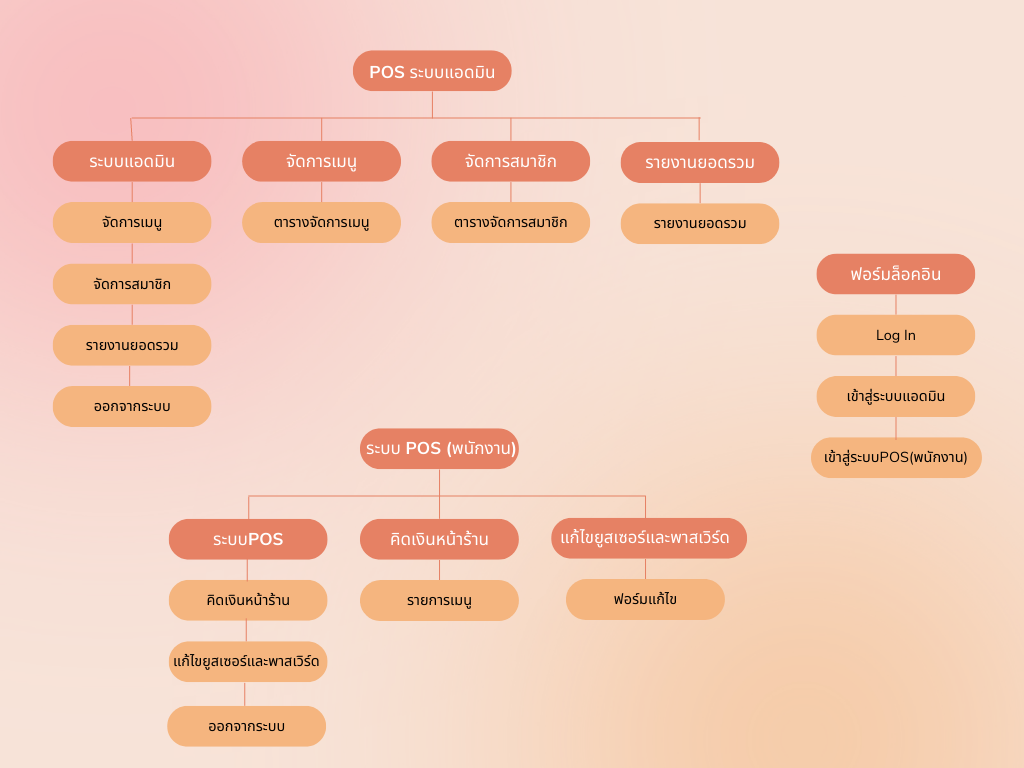 POS ระบบแอดมิน
ระบบแอดมิน
จัดการเมนู
จัดการสมาชิก
รายงานยอดรวม
จัดการเมนู
ตารางจัดการเมนู
ตารางจัดการสมาชิก
รายงานยอดรวม
จัดการสมาชิก
รายงานยอดรวม
ออกจากระบบ
ฟอร์มล็อคอิน
Log In
เข้าสู่ระบบแอดมิน
เข้าสู่ระบบPOS(พนักงาน)
ระบบ POS (พนักงาน)
ระบบPOS
คิดเงินหน้าร้าน
แก้ไขยูสเซอร์และพาสเวิร์ด
คิดเงินหน้าร้าน
รายการเมนู
ฟอร์มแก้ไข
แก้ไขยูสเซอร์และพาสเวิร์ด
ออกจากระบบ